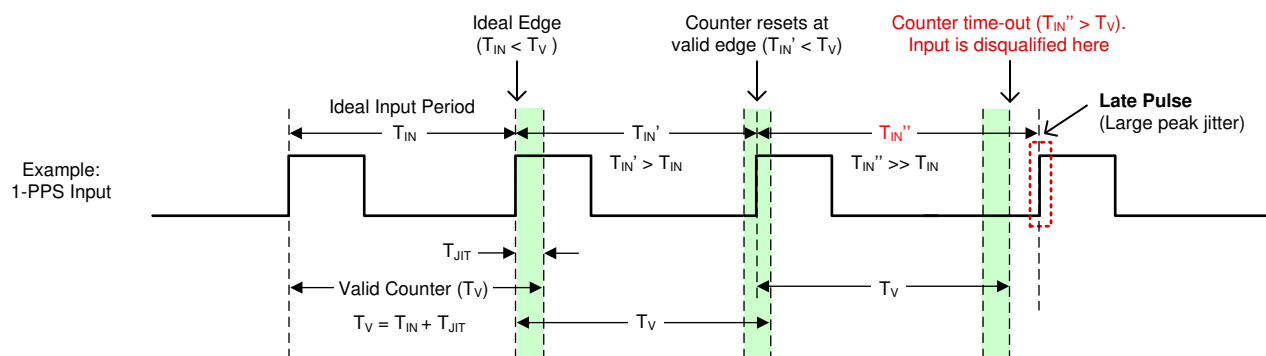 Ideal Edge
(T_IN < T_V )
Counter resets at
valid edge (T_IN' < T_V)
Counter time-out (T_IN'' > T_V).
Input is disqualified here
Ideal Input Period
T_IN
T_IN'
T_IN''
Late Pulse
(Large peak jitter)
Example:
1-PPS Input
T_IN' > T_IN
T_IN'' >> T_IN
T_JIT
Valid Counter (T_V)
T_V
T_V = T_IN + T_JIT
T_V